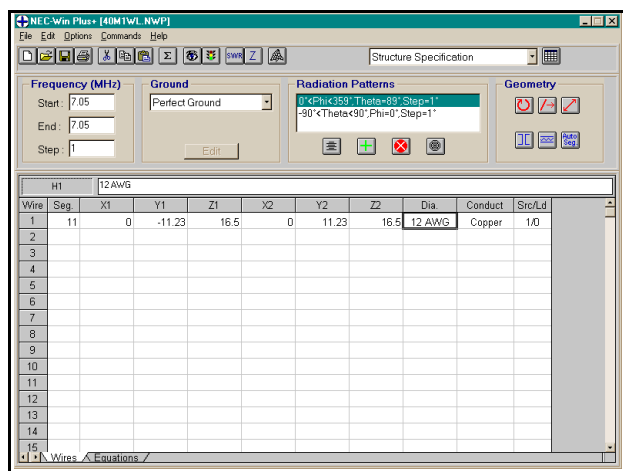 NEC-Win Plus+ [40M1WL.NWP]
File Edit Options Commands Help
Σ SWR Z Structure Specification
Frequency (MHz) Ground Radiation Patterns Geometry
Start: 7.05 Perfect Ground 0°<Phi<359°,Theta=89°,Step=1°
End: 7.05 -90°<Theta<90°,Phi=0°,Step=1°
Step: 1 Edit Auto Seg.
H1 12 AWG
Wire Seg. X1 Y1 Z1 X2 Y2 Z2 Dia. Conduct Src/Ld
1 11 0 -11.23 16.5 0 11.23 16.5 12 AWG Copper 1/0
2
3
4
5
6
7
8
9
10
11
12
13
14
15
Wires Equations